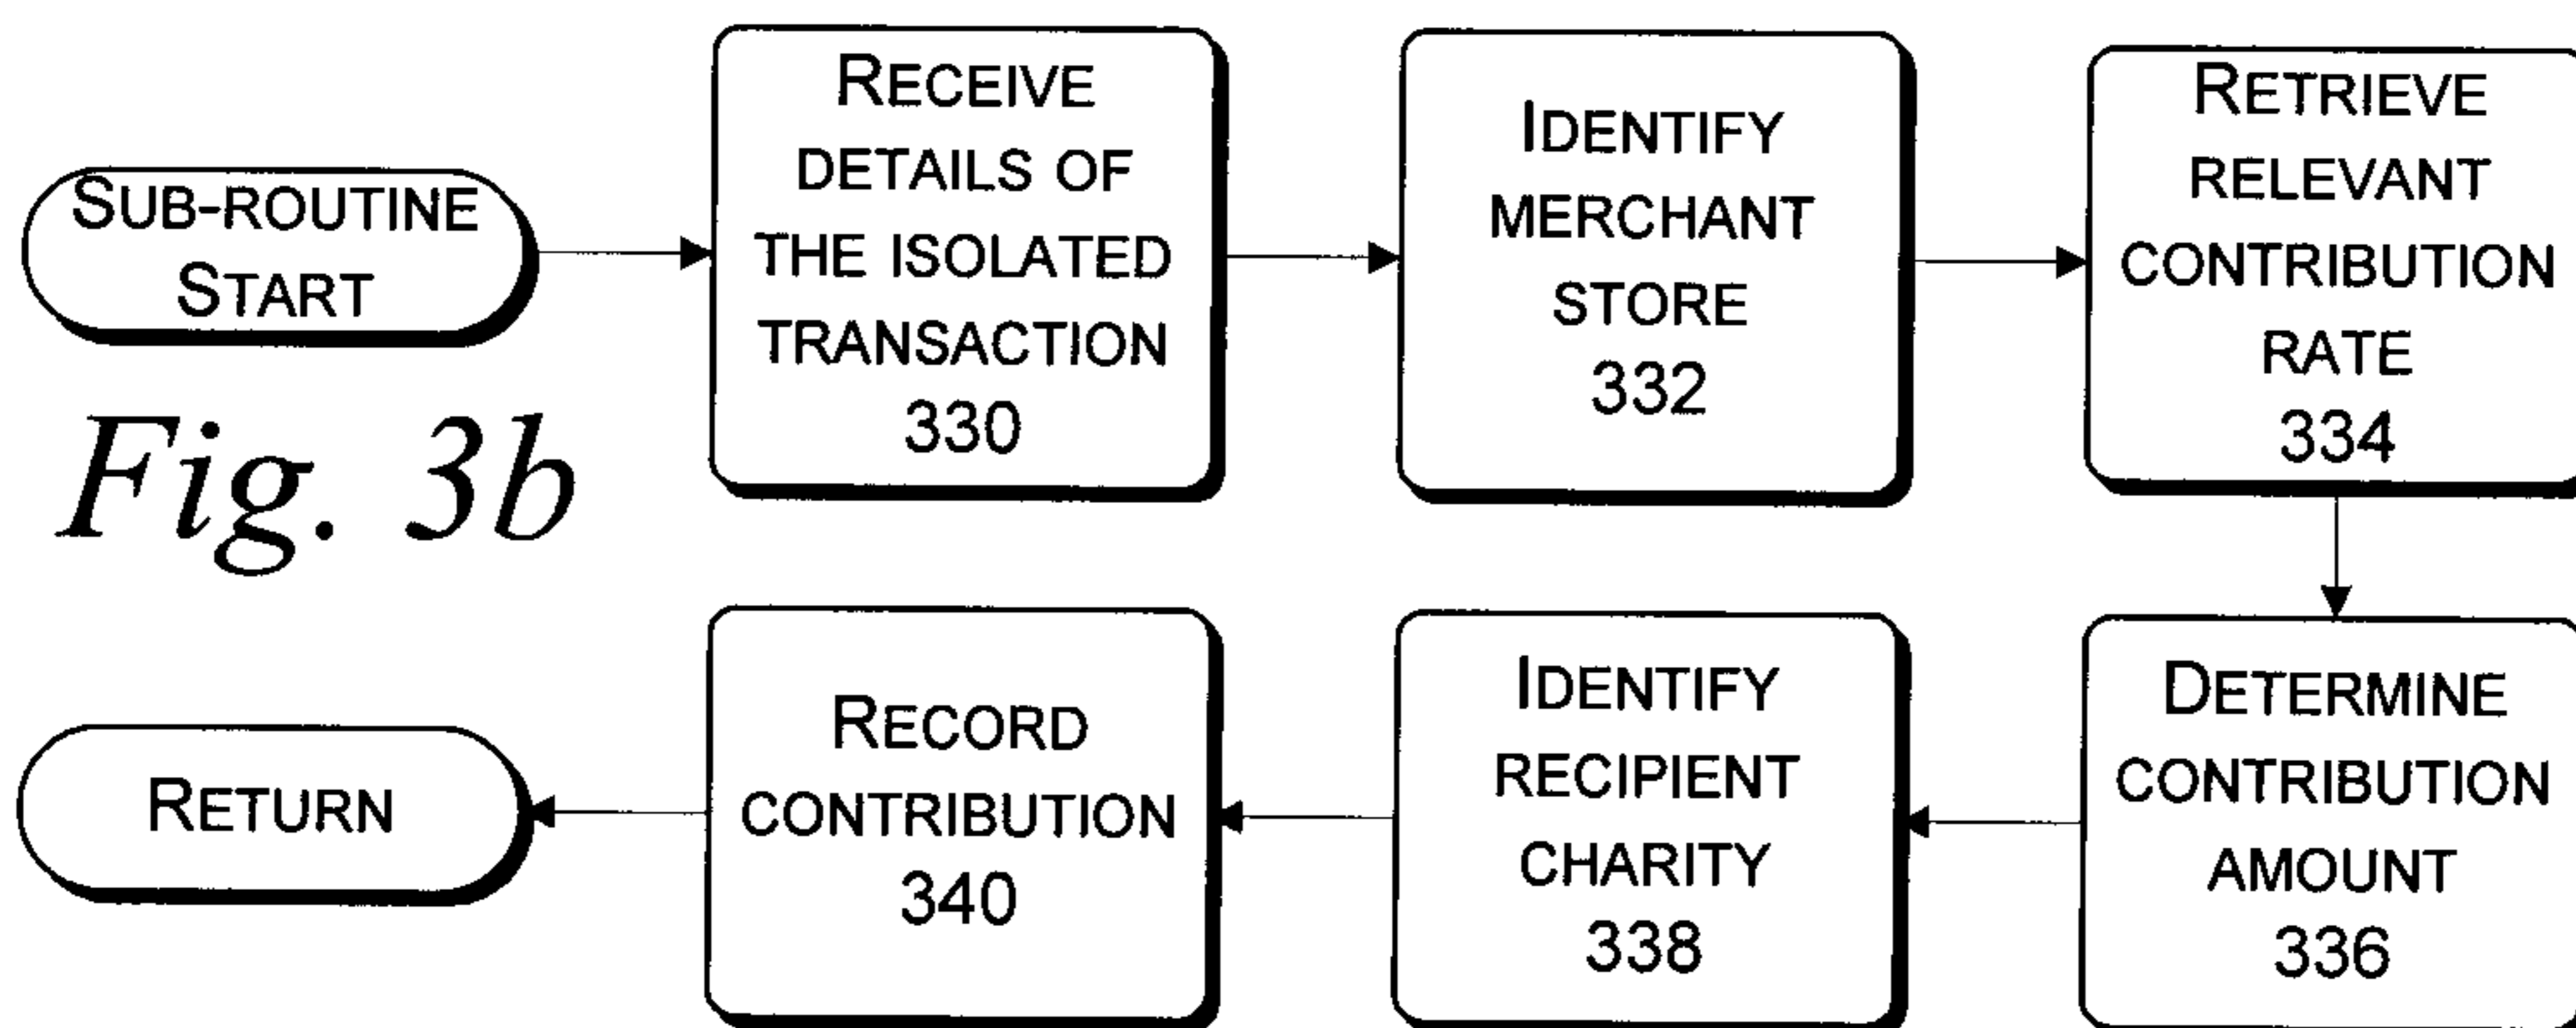 SUB-ROUTINE
START
RECEIVE
DETAILS OF
THE ISOLATED
TRANSACTION
330
IDENTIFY
MERCHANT
STORE
332
RETRIEVE
RELEVANT
CONTRIBUTION
RATE
334
Fig. 3b
DETERMINE
CONTRIBUTION
AMOUNT
336
IDENTIFY
RECIPIENT
CHARITY
338
RECORD
CONTRIBUTION
340
RETURN